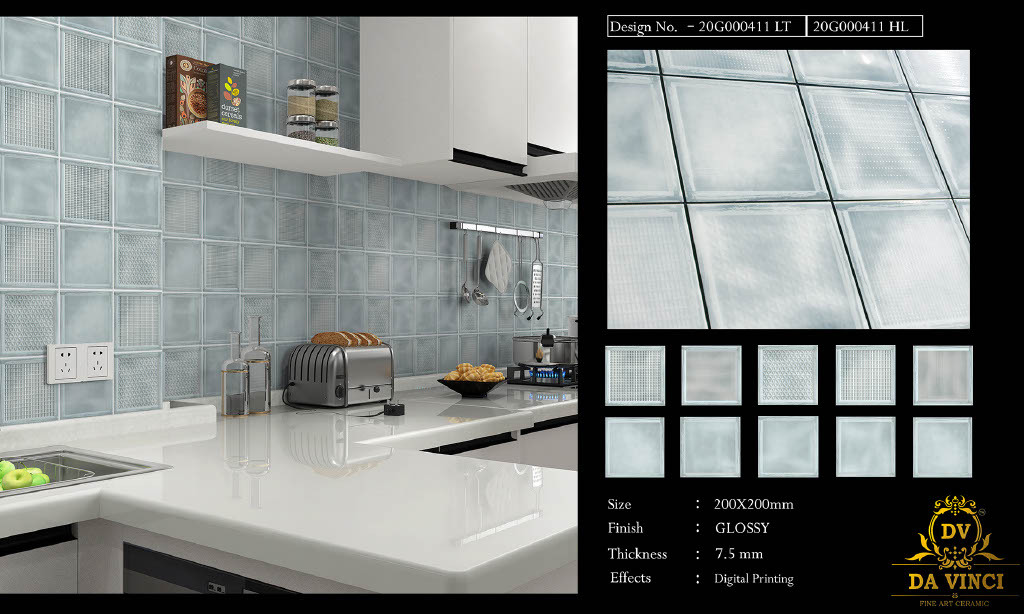 Design No. - 20G000411 LT 20G000411 HL
dorset
cereals
Size : 200X200mm
Finish : GLOSSY
Thickness : 7.5 mm
Effects : Digital Printing
DV
DA VINCI
FINE ART CERAMIC